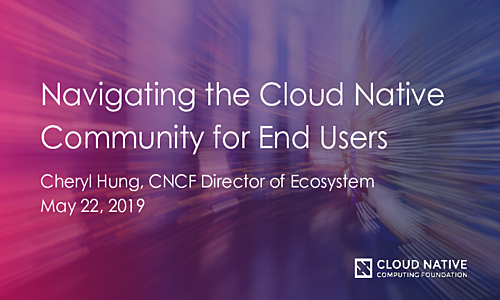 Navigating the Cloud Native
Community for End Users
Cheryl Hung, CNCF Director of Ecosystem
May 22, 2019
CLOUD NATIVE
COMPUTING FOUNDATION